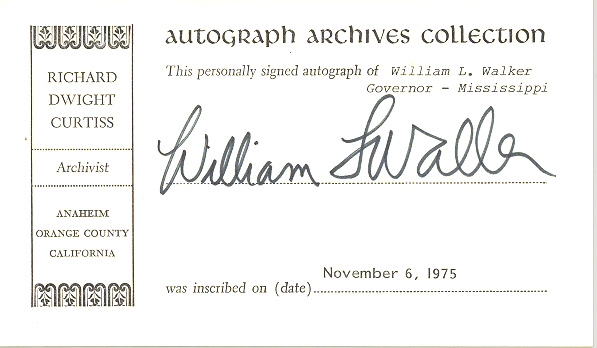 AUTOGRAPH ARCHIVES COLLECTION
RICHARD
DWIGHT
CURTISS
Archivist
ANAHEIM
ORANGE COUNTY
CALIFORNIA
This personally signed autograph of William L. Walker
Governor - Mississippi
William L Waller
November 6, 1975
was inscribed on (date)